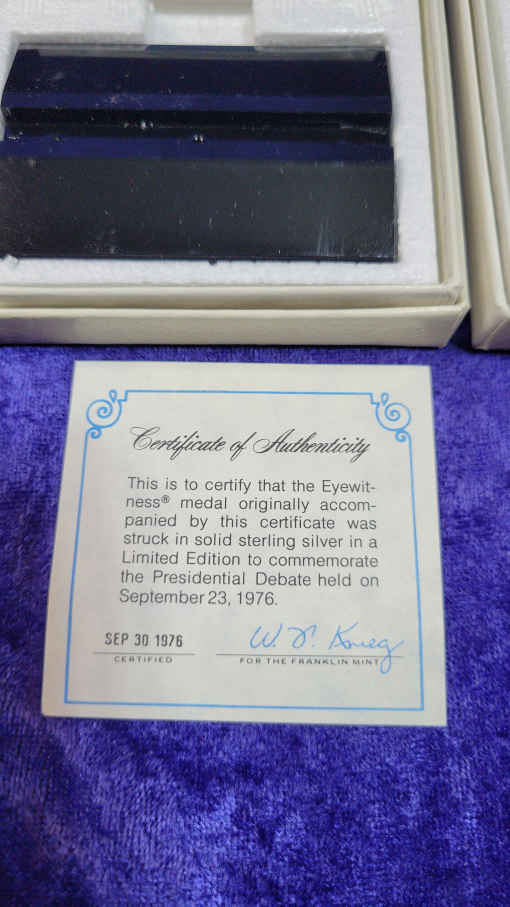 Certificate of Authenticity
This is to certify that the Eyewit-
ness® medal originally accom-
panied by this certificate was
struck in solid sterling silver in a
Limited Edition to commemorate
the Presidential Debate held on
September 23, 1976.
SEP 30 1976
CERTIFIED
FOR THE FRANKLIN MINT